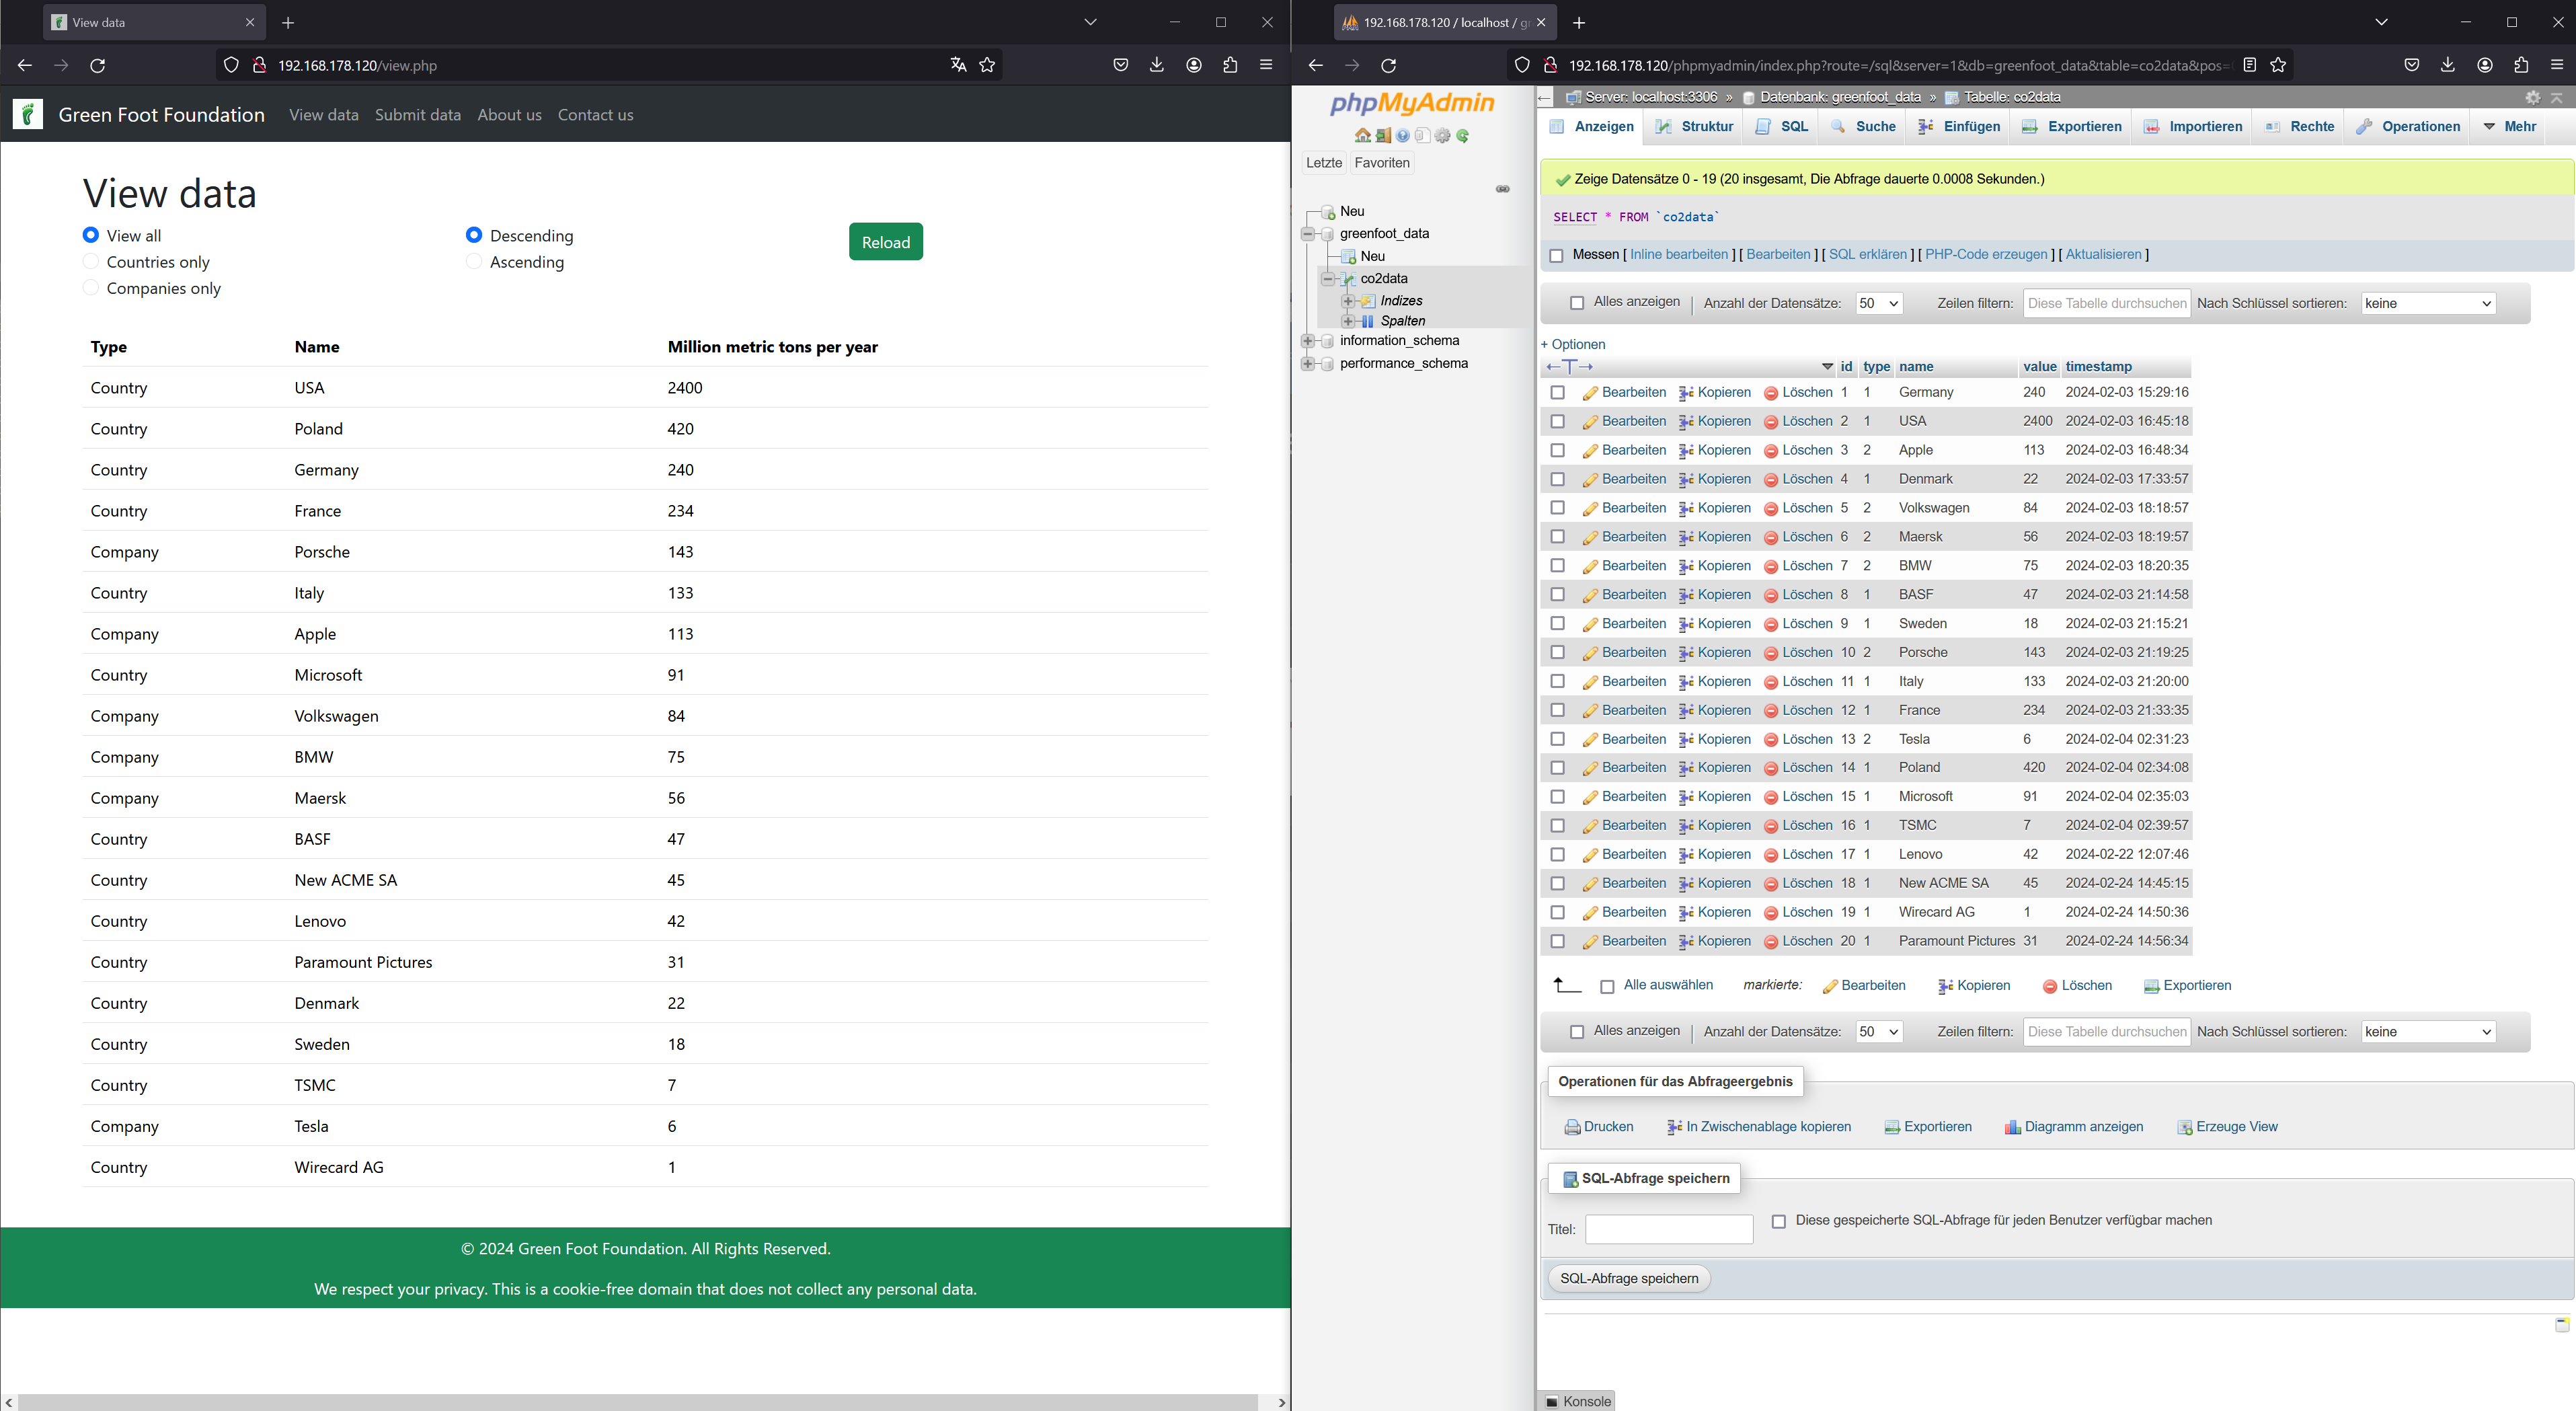 View data
192.168.178.120/view.php
Green Foot Foundation View data Submit data About us Contact us
View data
View all Descending Reload
Countries only Ascending
Companies only
Type Name Million metric tons per year
Country USA 2400
Country Poland 420
Country Germany 240
Country France 234
Company Porsche 143
Country Italy 133
Company Apple 113
Country Microsoft 91
Company Volkswagen 84
Company BMW 75
Company Maersk 56
Country BASF 47
Country New ACME SA 45
Country Lenovo 42
Country Paramount Pictures 31
Country Denmark 22
Country Sweden 18
Country TSMC 7
Company Tesla 6
Country Wirecard AG 1
© 2024 Green Foot Foundation. All Rights Reserved.
We respect your privacy. This is a cookie-free domain that does not collect any personal data.
192.168.178.120 / localhost / gr
192.168.178.120/phpmyadmin/index.php?route=/sql&server=1&db=greenfoot_data&table=co2data&pos=
phpMyAdmin
Letzte Favoriten
Neu
greenfoot_data
Neu
co2data
Indizes
Spalten
information_schema
performance_schema
Server: localhost:3306 » Datenbank: greenfoot_data » Tabelle: co2data
Anzeigen Struktur SQL Suche Einfügen Exportieren Importieren Rechte Operationen Mehr
Zeige Datensätze 0 - 19 (20 insgesamt, Die Abfrage dauerte 0.0008 Sekunden.)
SELECT * FROM `co2data`
Messen [ Inline bearbeiten ] [ Bearbeiten ] [ SQL erklären ] [ PHP-Code erzeugen ] [ Aktualisieren ]
Alles anzeigen | Anzahl der Datensätze: 50 Zeilen filtern: Diese Tabelle durchsuchen Nach Schlüssel sortieren: keine
+ Optionen
←T→ id type name value timestamp
Bearbeiten Kopieren Löschen 1 1 Germany 240 2024-02-03 15:29:16
Bearbeiten Kopieren Löschen 2 1 USA 2400 2024-02-03 16:45:18
Bearbeiten Kopieren Löschen 3 2 Apple 113 2024-02-03 16:48:34
Bearbeiten Kopieren Löschen 4 1 Denmark 22 2024-02-03 17:33:57
Bearbeiten Kopieren Löschen 5 2 Volkswagen 84 2024-02-03 18:18:57
Bearbeiten Kopieren Löschen 6 2 Maersk 56 2024-02-03 18:19:57
Bearbeiten Kopieren Löschen 7 2 BMW 75 2024-02-03 18:20:35
Bearbeiten Kopieren Löschen 8 1 BASF 47 2024-02-03 21:14:58
Bearbeiten Kopieren Löschen 9 1 Sweden 18 2024-02-03 21:15:21
Bearbeiten Kopieren Löschen 10 2 Porsche 143 2024-02-03 21:19:25
Bearbeiten Kopieren Löschen 11 1 Italy 133 2024-02-03 21:20:00
Bearbeiten Kopieren Löschen 12 1 France 234 2024-02-03 21:33:35
Bearbeiten Kopieren Löschen 13 2 Tesla 6 2024-02-04 02:31:23
Bearbeiten Kopieren Löschen 14 1 Poland 420 2024-02-04 02:34:08
Bearbeiten Kopieren Löschen 15 1 Microsoft 91 2024-02-04 02:35:03
Bearbeiten Kopieren Löschen 16 1 TSMC 7 2024-02-04 02:39:57
Bearbeiten Kopieren Löschen 17 1 Lenovo 42 2024-02-22 12:07:46
Bearbeiten Kopieren Löschen 18 1 New ACME SA 45 2024-02-24 14:45:15
Bearbeiten Kopieren Löschen 19 1 Wirecard AG 1 2024-02-24 14:50:36
Bearbeiten Kopieren Löschen 20 1 Paramount Pictures 31 2024-02-24 14:56:34
Alle auswählen markierte: Bearbeiten Kopieren Löschen Exportieren
Alles anzeigen | Anzahl der Datensätze: 50 Zeilen filtern: Diese Tabelle durchsuchen Nach Schlüssel sortieren: keine
Operationen für das Abfrageergebnis
Drucken In Zwischenablage kopieren Exportieren Diagramm anzeigen Erzeuge View
SQL-Abfrage speichern
Titel: Diese gespeicherte SQL-Abfrage für jeden Benutzer verfügbar machen
SQL-Abfrage speichern
Konsole